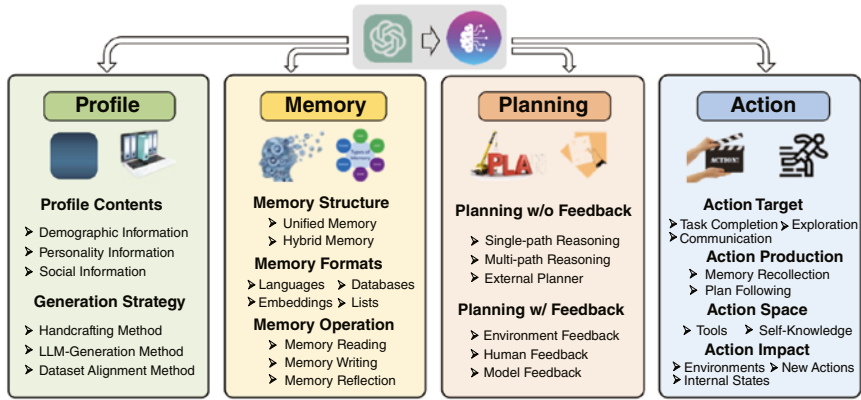 Profile
Profile Contents
Demographic Information
Personality Information
Social Information
Generation Strategy
Handcrafting Method
LLM-Generation Method
Dataset Alignment Method
Memory
Types of Memory
Memory Structure
Unified Memory
Hybrid Memory
Memory Formats
Languages Databases
Embeddings Lists
Memory Operation
Memory Reading
Memory Writing
Memory Reflection
Planning
PLA
Planning w/o Feedback
Single-path Reasoning
Multi-path Reasoning
External Planner
Planning w/ Feedback
Environment Feedback
Human Feedback
Model Feedback
Action
ACTION!
Action Target
Task Completion Exploration
Communication
Action Production
Memory Recollection
Plan Following
Action Space
Tools Self-Knowledge
Action Impact
Environments New Actions
Internal States